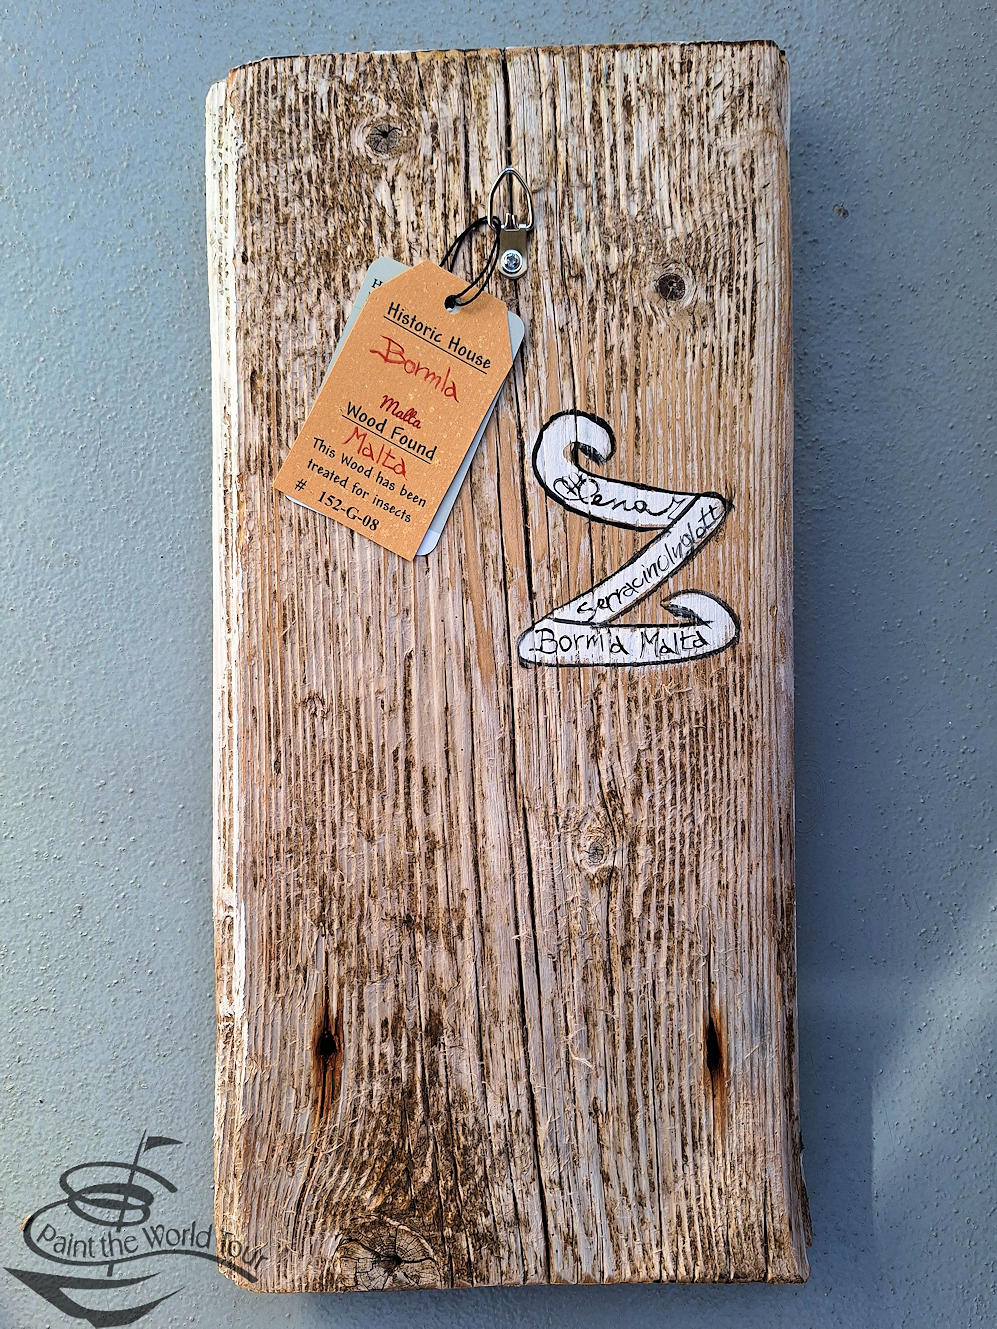 H
Historic House
Bormla
Malta
Wood Found
Malta
This Wood has been
treated for insects
# 152-G-08
Serracino Inglott
Bormla Malta
Paint the World Tour